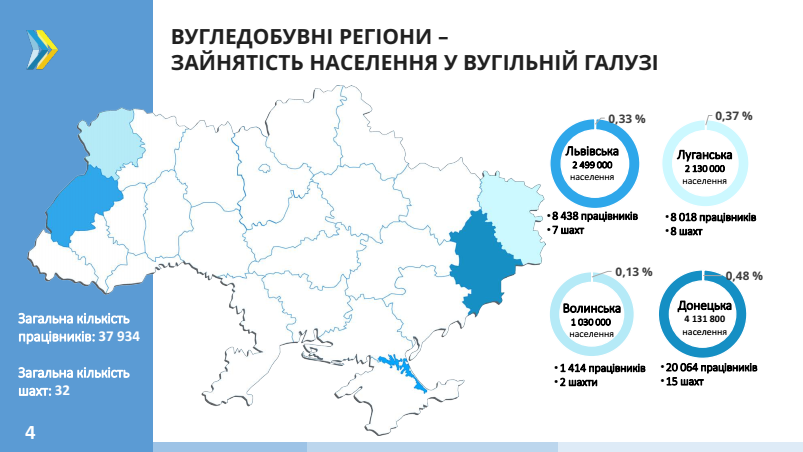 ВУГЛЕДОБУВНІ РЕГІОНИ –
ЗАЙНЯТІСТЬ НАСЕЛЕННЯ У ВУГІЛЬНІЙ ГАЛУЗІ
0,33 %
Львівська
2 499 000
населення
• 8 438 працівників
• 7 шахт
0,37 %
Луганська
2 130 000
населення
• 8 018 працівників
• 8 шахт
0,13 %
Волинська
1 030 000
населення
• 1 414 працівників
• 2 шахти
0,48 %
Донецька
4 131 800
населення
• 20 064 працівників
• 15 шахт
Загальна кількість
працівників: 37 934
Загальна кількість
шахт: 32
4